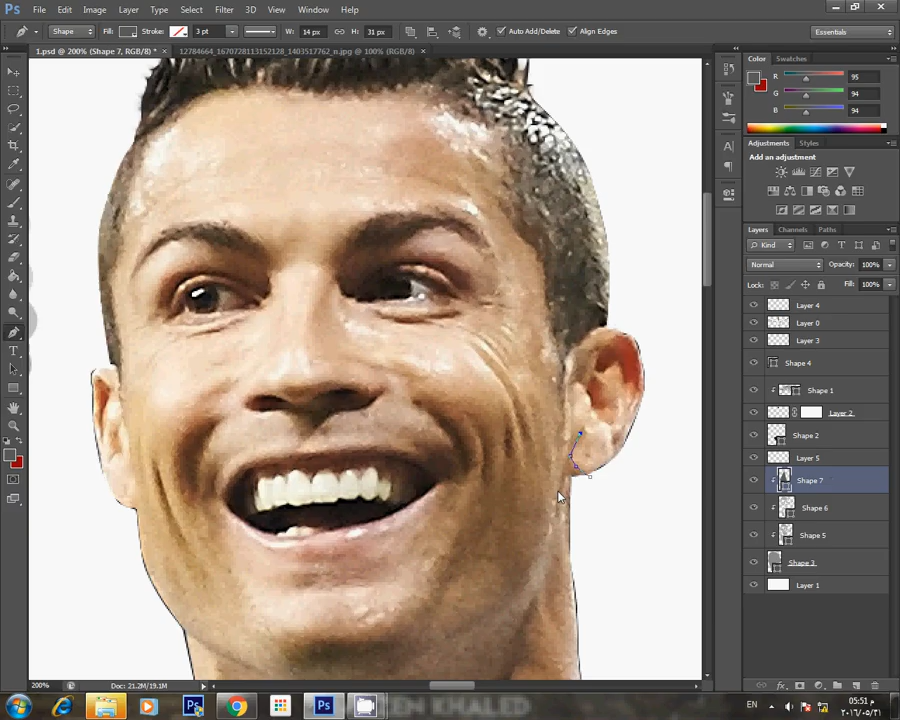 Ps File Edit Image Layer Type Select Filter 3D View Window Help
Shape Fill: Stroke: 3 pt W: 14 px H: 31 px Auto Add/Delete Align Edges Essentials
1.psd @ 200% (Shape 7, RGB/8) * × 12784664_1670728113152128_1403517762_n.jpg @ 100% (RGB/8) ×
Color Swatches
R 95
G 94
B 94
Adjustments Styles
Add an adjustment
Layers Channels Paths
Kind
Normal Opacity: 100%
Lock: Fill: 100%
Layer 4
Layer 0
Layer 3
Shape 4
Shape 1
Layer 2
Shape 2
Layer 5
Shape 7
Shape 6
Shape 5
Shape 3
Layer 1
200% Doc: 21.2M/19.1M
EN 05:51 م
٢٠١٦/٠٥/٣١